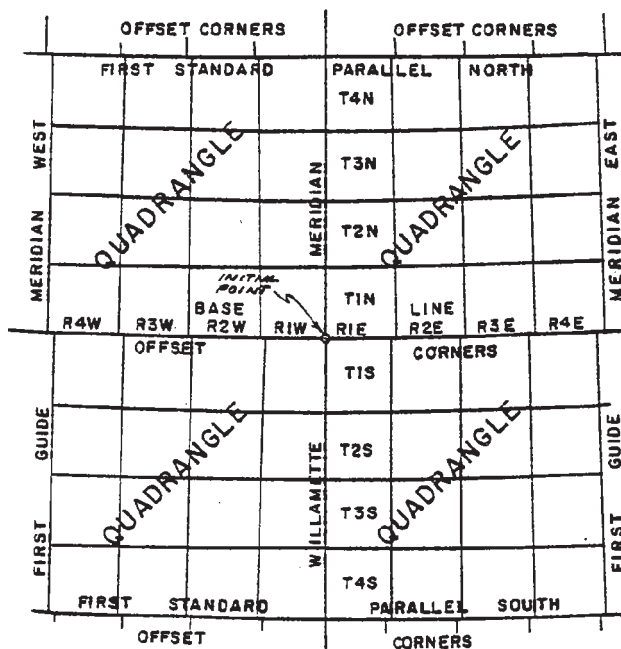 OFFSET CORNERS OFFSET CORNERS
FIRST STANDARD PARALLEL NORTH
T4N
T3N
T2N
T1N
MERIDIAN WEST
QUADRANGLE
MERIDIAN
QUADRANGLE
MERIDIAN EAST
INITIAL
POINT
BASE LINE
R4W R3W R2W R1W R1E R2E R3E R4E
OFFSET CORNERS
T1S
T2S
T3S
T4S
FIRST GUIDE
QUADRANGLE
WILLAMETTE
QUADRANGLE
FIRST GUIDE
FIRST STANDARD PARALLEL SOUTH
OFFSET CORNERS